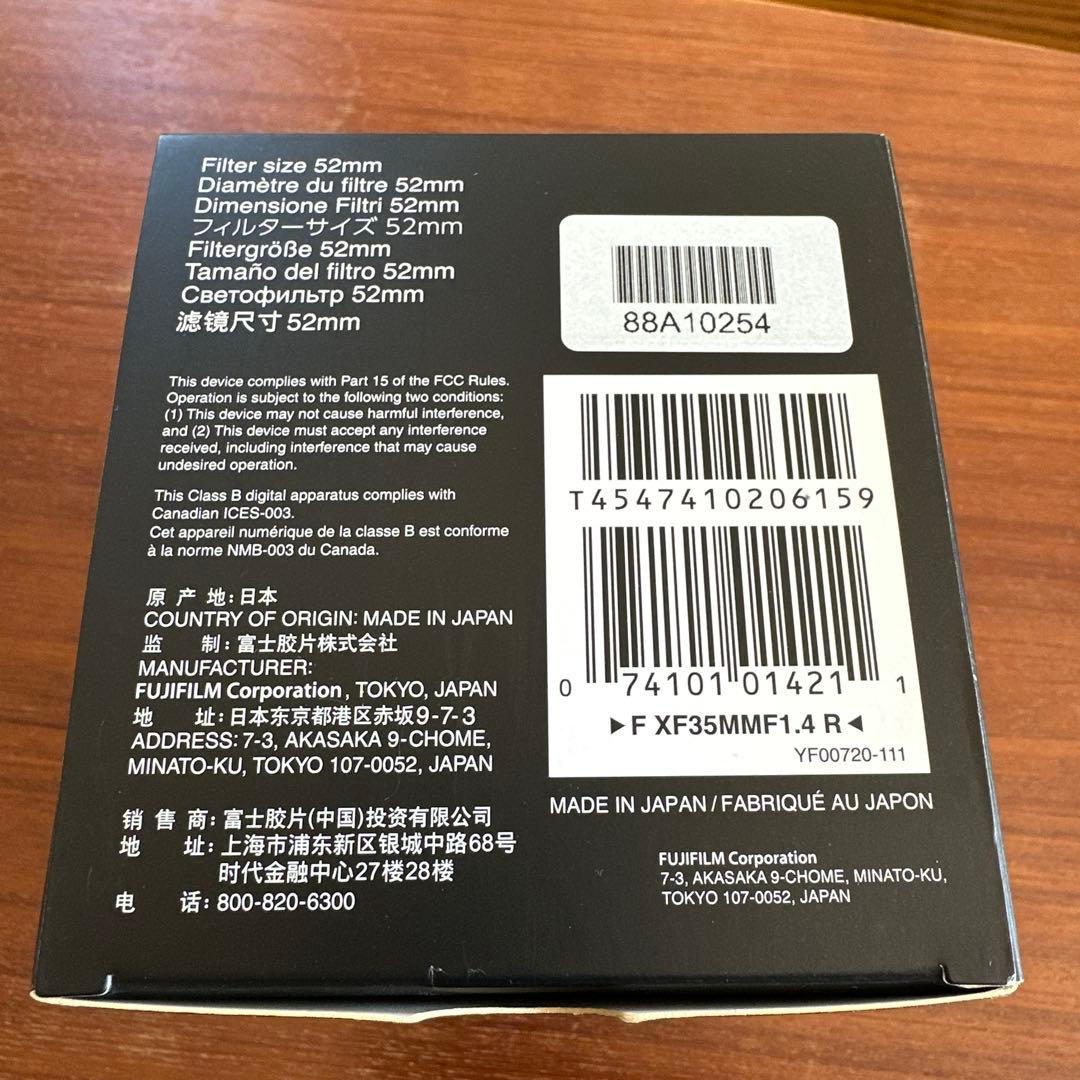 Filter size 52mm
Diamètre du filtre 52mm
Dimensione Filtri 52mm
フィルターサイズ 52mm
Filtergröße 52mm
Tamaño del filtro 52mm
Светофильтр 52mm
滤镜尺寸 52mm
This device complies with Part 15 of the FCC Rules.
Operation is subject to the following two conditions:
(1) This device may not cause harmful interference,
and (2) This device must accept any interference
received, including interference that may cause
undesired operation.
This Class B digital apparatus complies with
Canadian ICES-003.
Cet appareil numérique de la classe B est conforme
à la norme NMB-003 du Canada.
原 产 地: 日本
COUNTRY OF ORIGIN: MADE IN JAPAN
监 制: 富士胶片株式会社
MANUFACTURER:
FUJIFILM Corporation, TOKYO, JAPAN
地 址: 日本东京都港区赤坂9-7-3
ADDRESS: 7-3, AKASAKA 9-CHOME,
MINATO-KU, TOKYO 107-0052, JAPAN
销 售 商: 富士胶片(中国)投资有限公司
地 址: 上海市浦东新区银城中路68号
时代金融中心27楼28楼
电 话: 800-820-6300
88A10254
T4547410206159
0 74101 01421 1
▶F XF35MMF1.4 R◀
YF00720-111
MADE IN JAPAN / FABRIQUÉ AU JAPON
FUJIFILM Corporation
7-3, AKASAKA 9-CHOME, MINATO-KU,
TOKYO 107-0052, JAPAN